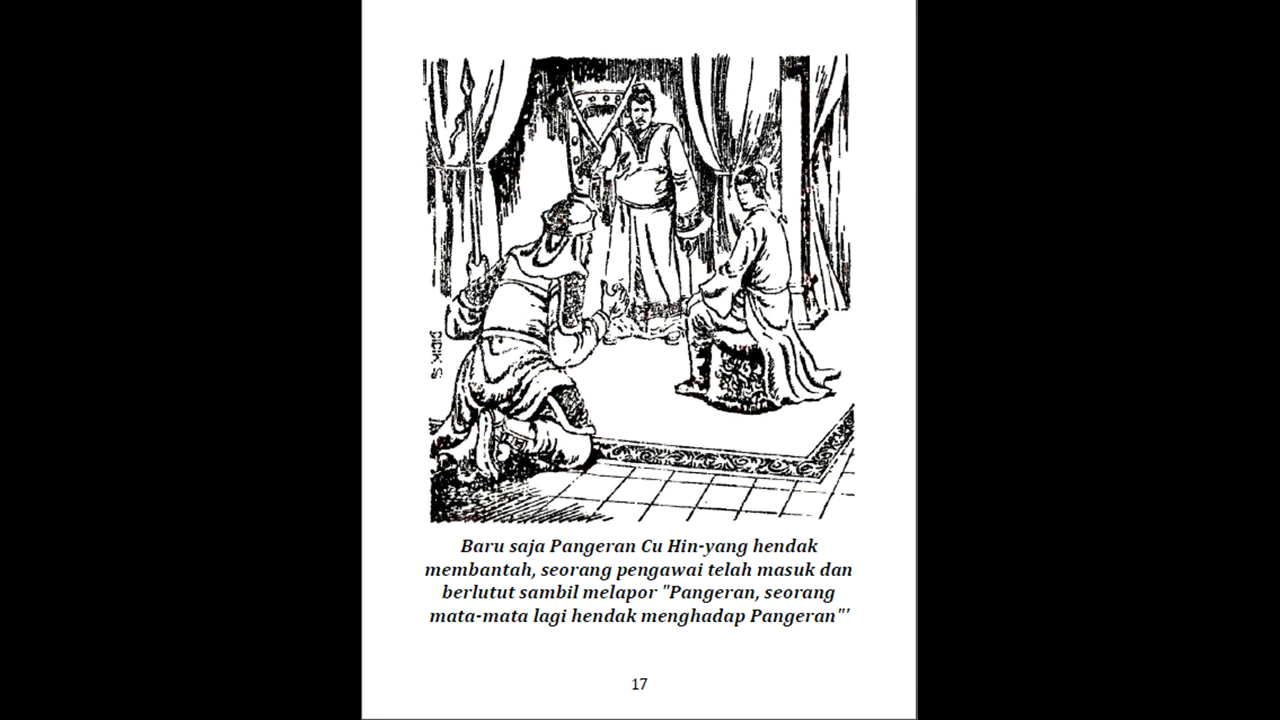 DIDIK S
Baru saja Pangeran Cu Hin-yang hendak
membantah, seorang pengawai telah masuk dan
berlutut sambil melapor "Pangeran, seorang
mata-mata lagi hendak menghadap Pangeran"'
17